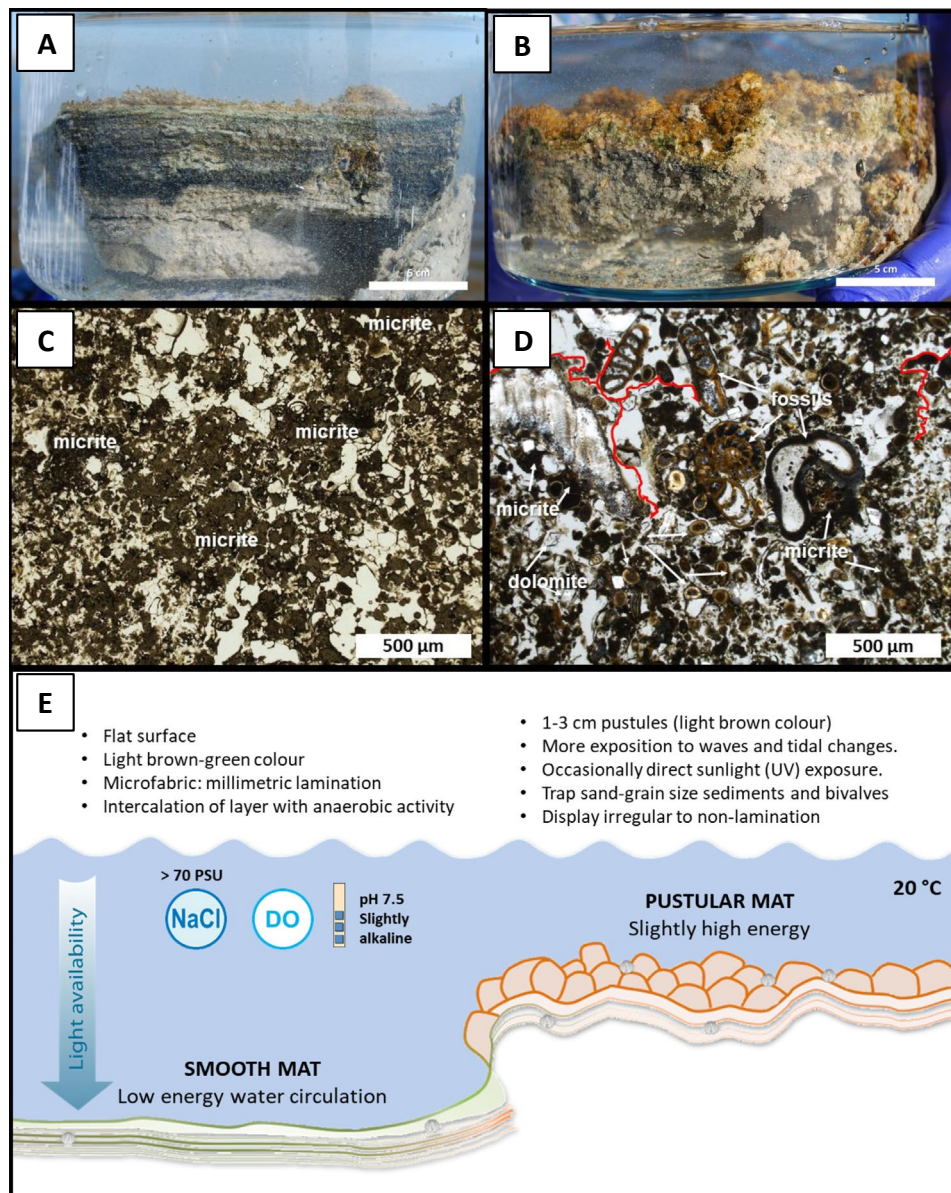 A
B
5 cm
5 cm
C
micrite
micrite
micrite
micrite
500 µm
D
fossils
micrite
micrite
dolomite
500 µm
E
• Flat surface
• Light brown-green colour
• Microfabric: millimetric lamination
• Intercalation of layer with anaerobic activity
• 1-3 cm pustules (light brown colour)
• More exposition to waves and tidal changes.
• Occasionally direct sunlight (UV) exposure.
• Trap sand-grain size sediments and bivalves
• Display irregular to non-lamination
Light availability
> 70 PSU
NaCl
DO
pH 7.5
Slightly
alkaline
20 °C
PUSTULAR MAT
Slightly high energy
SMOOTH MAT
Low energy water circulation